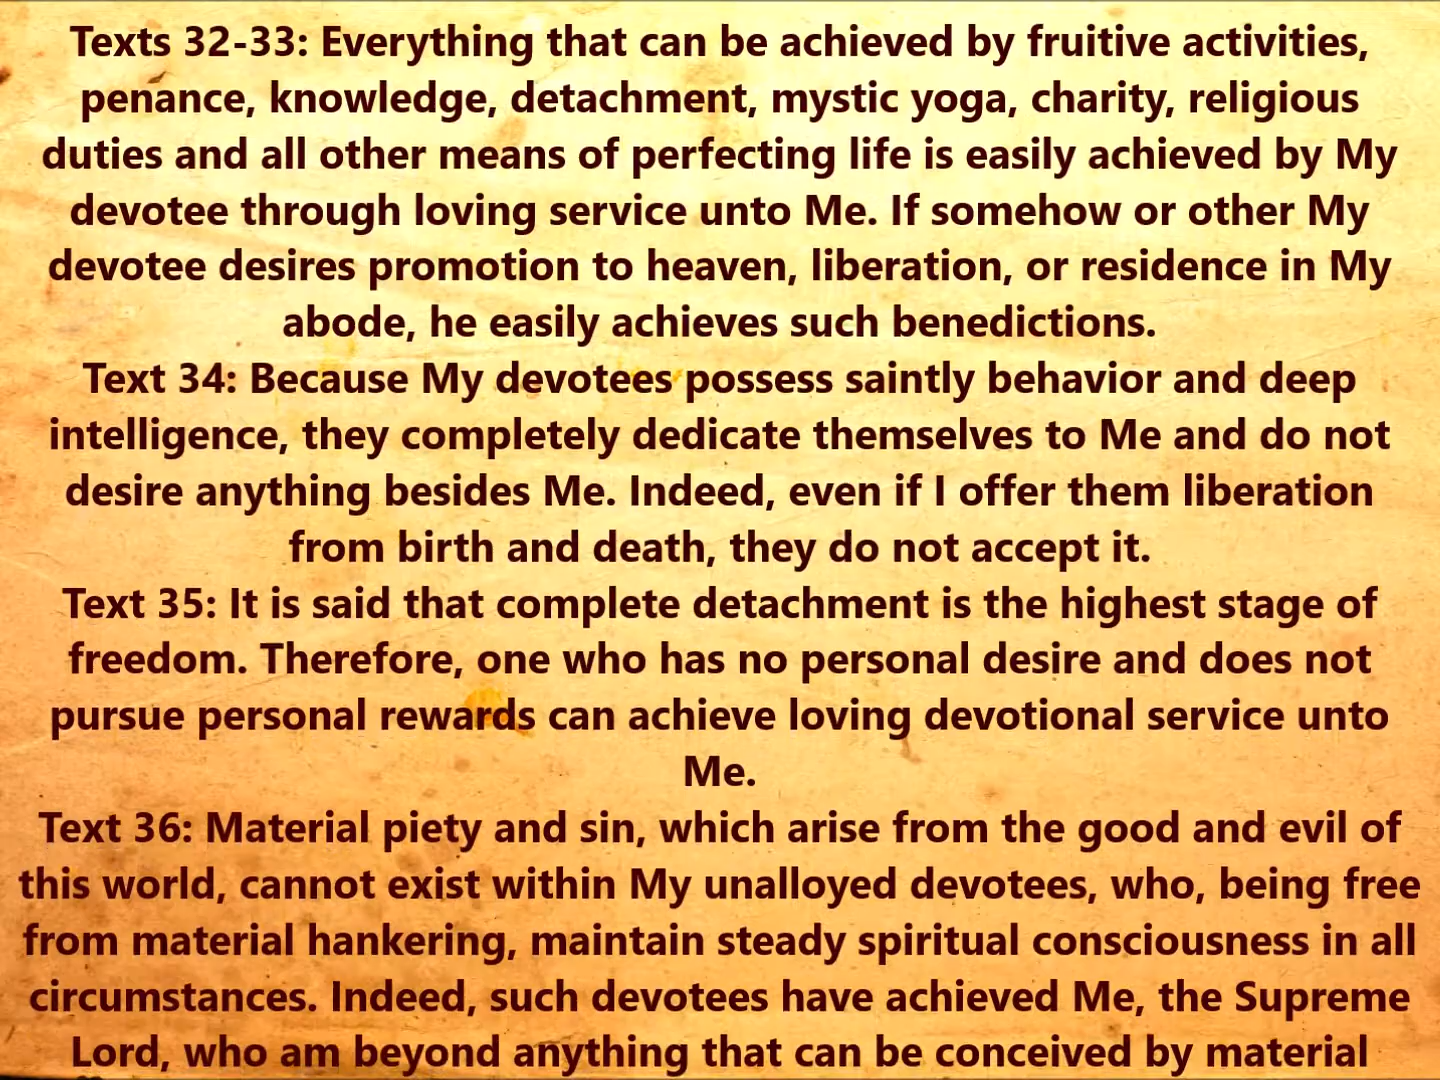 Texts 32-33: Everything that can be achieved by fruitive activities,
penance, knowledge, detachment, mystic yoga, charity, religious
duties and all other means of perfecting life is easily achieved by My
devotee through loving service unto Me. If somehow or other My
devotee desires promotion to heaven, liberation, or residence in My
abode, he easily achieves such benedictions.
Text 34: Because My devotees possess saintly behavior and deep
intelligence, they completely dedicate themselves to Me and do not
desire anything besides Me. Indeed, even if I offer them liberation
from birth and death, they do not accept it.
Text 35: It is said that complete detachment is the highest stage of
freedom. Therefore, one who has no personal desire and does not
pursue personal rewards can achieve loving devotional service unto
Me.
Text 36: Material piety and sin, which arise from the good and evil of
this world, cannot exist within My unalloyed devotees, who, being free
from material hankering, maintain steady spiritual consciousness in all
circumstances. Indeed, such devotees have achieved Me, the Supreme
Lord, who am beyond anything that can be conceived by material